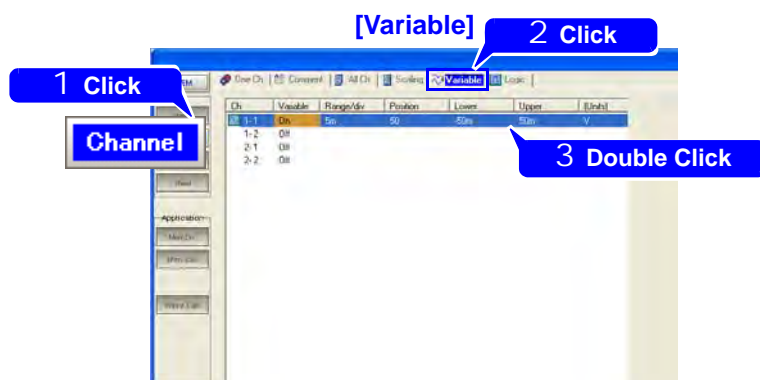 [Variable]
2 Click
1 Click
One Ch Comment All Ch Scaling Variable Logic
Ch Variable Range/div Position Lower Upper [Units]
1-1 On 5m 50 -50m 50m V
1-2 Off
2-1 Off
2-2 Off
Channel
3 Double Click
Application